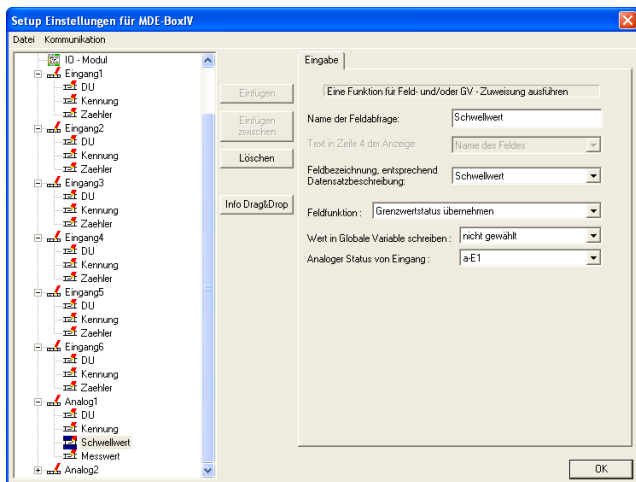 Setup Einstellungen für MDE-BoxIV
Datei Kommunikation
IO - Modul
Eingang1
DU
Kennung
Zaehler
Eingang2
DU
Kennung
Zaehler
Eingang3
DU
Kennung
Zaehler
Eingang4
DU
Kennung
Zaehler
Eingang5
DU
Kennung
Zaehler
Eingang6
DU
Kennung
Zaehler
Analog1
DU
Kennung
Schwellwert
Messwert
Analog2
Einfügen
Einfügen
zwischen
Löschen
Info Drag&Drop
Eingabe
Eine Funktion für Feld- und/oder GV - Zuweisung ausführen
Name der Feldabfrage: Schwellwert
Text in Zeile 4 der Anzeige: Name des Feldes
Feldbezeichnung, entsprechend
Datensatzbeschreibung: Schwellwert
Feldfunktion : Grenzwertstatus übernehmen
Wert in Globale Variable schreiben : nicht gewählt
Analoger Status von Eingang : a-E1
OK